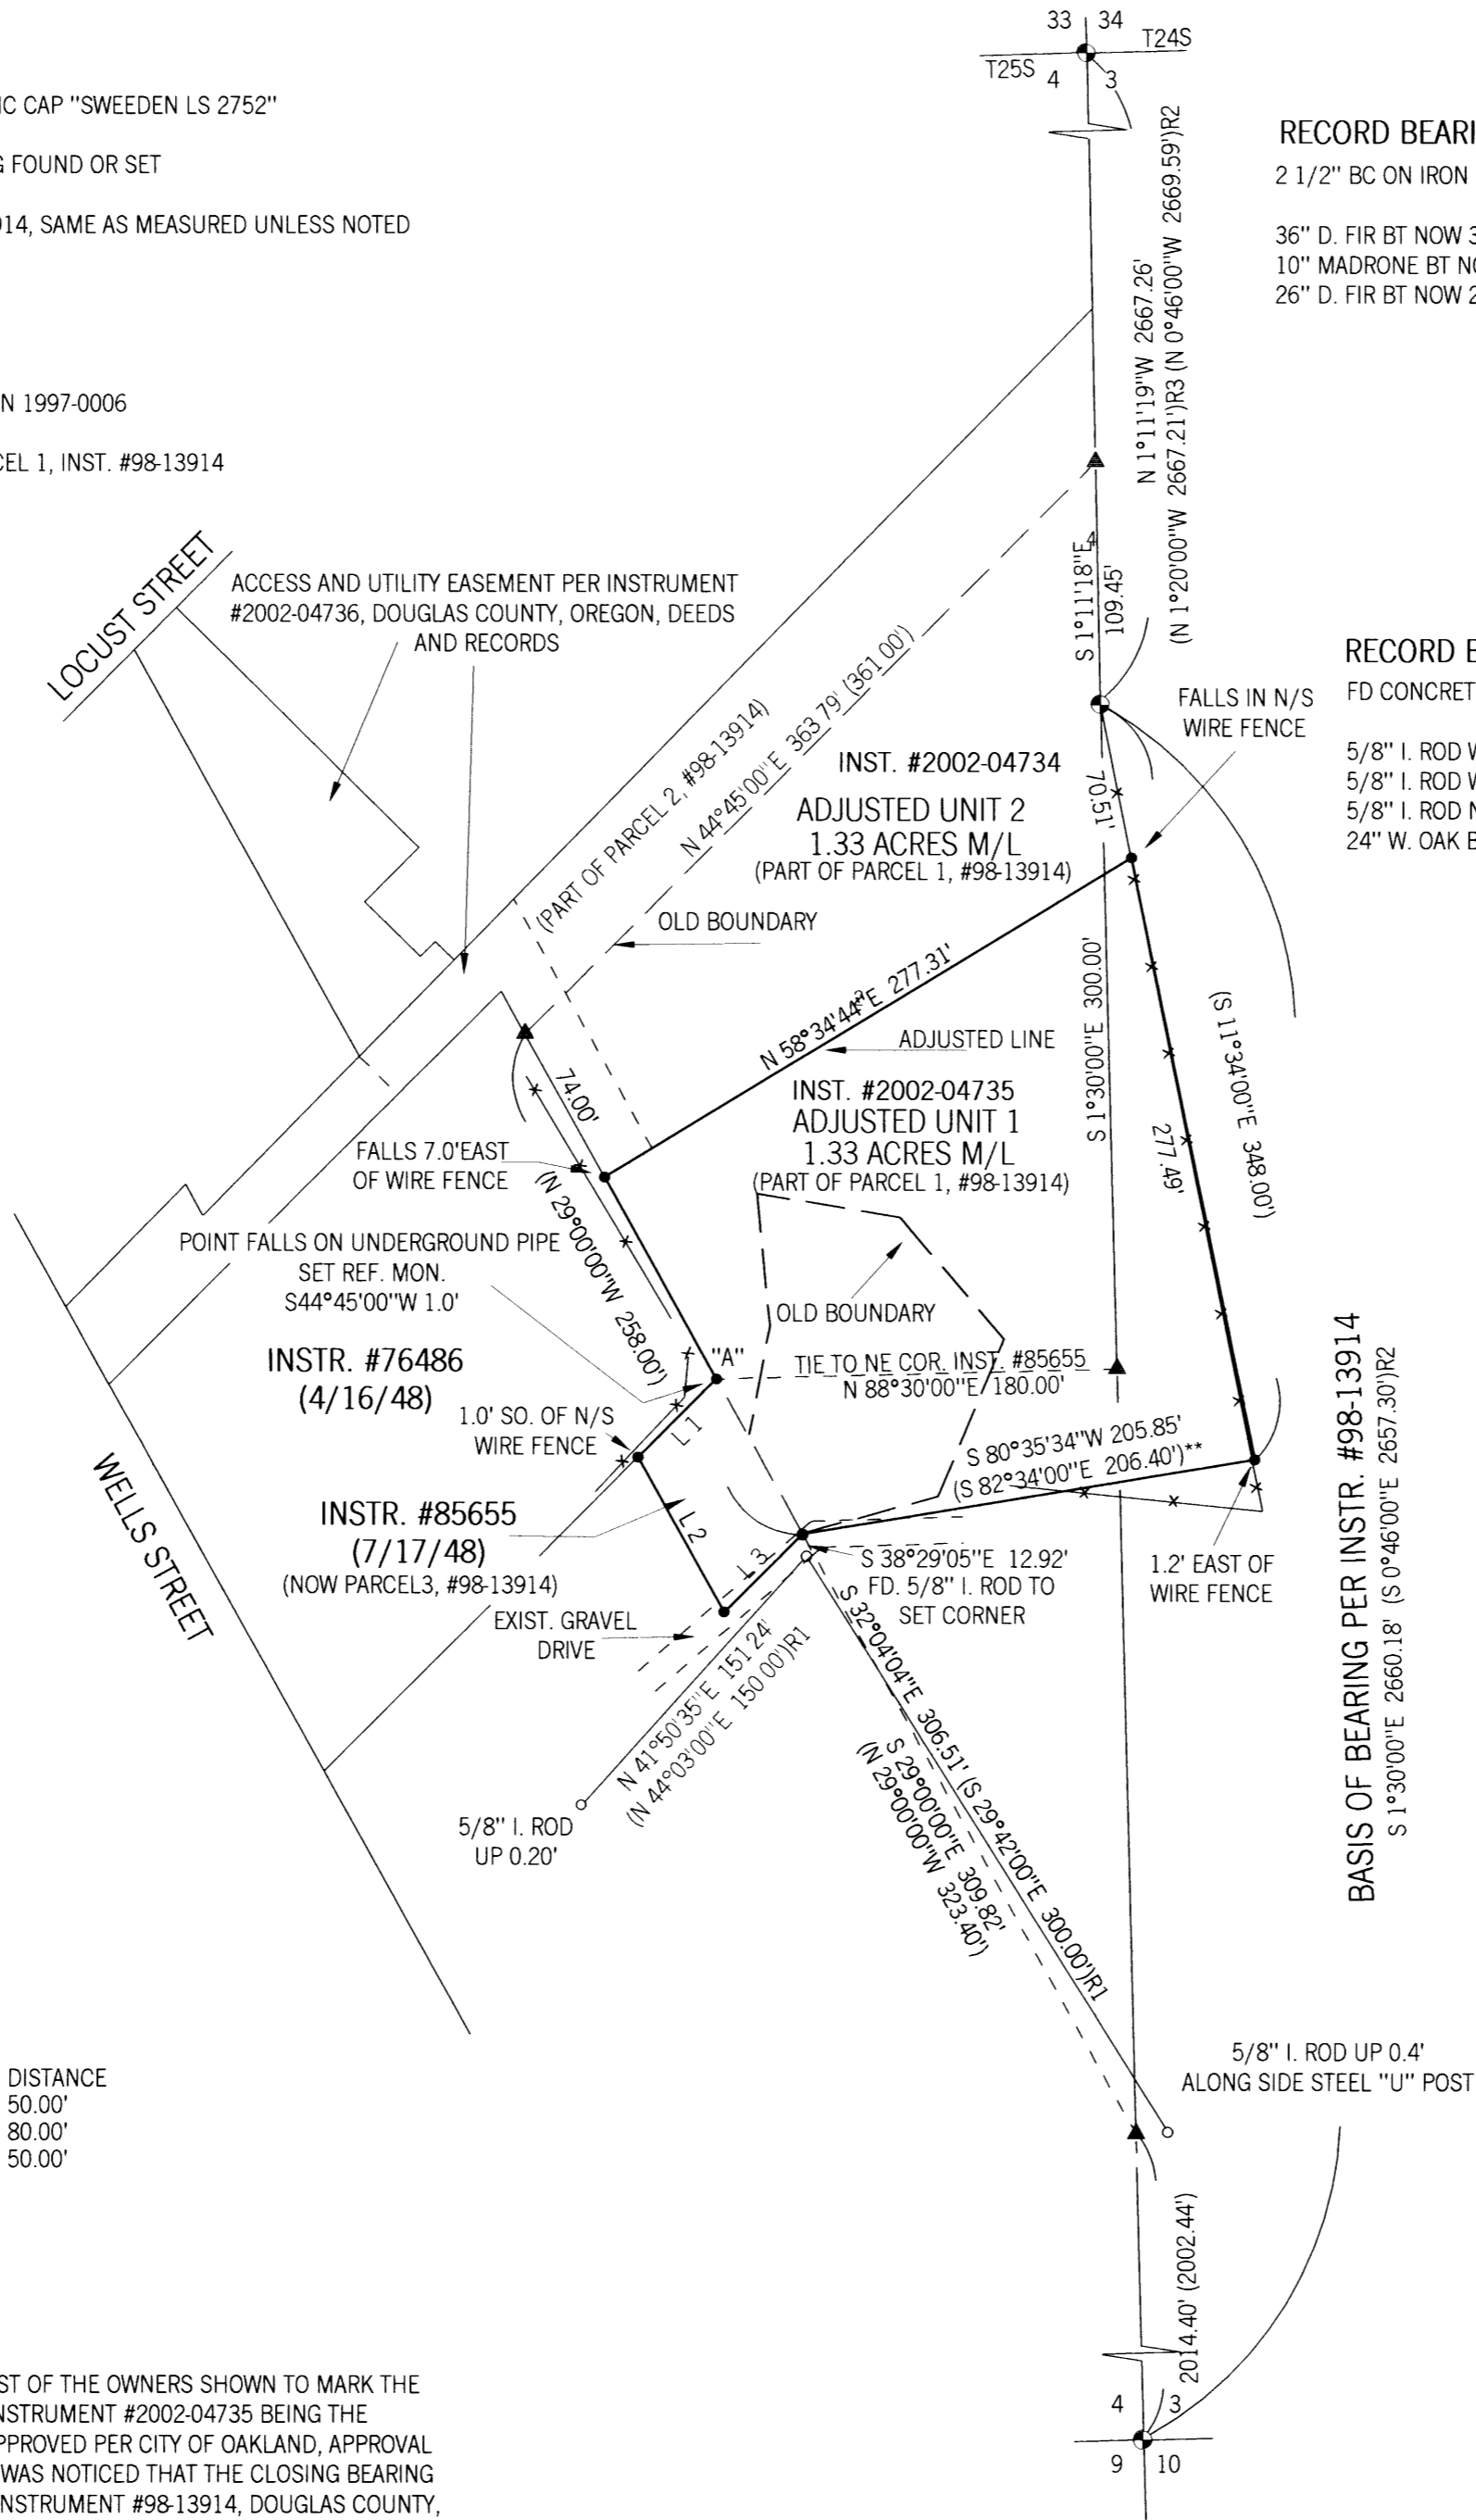 33 34
T24S
T25S 4 3
IC CAP "SWEEDEN LS 2752"
FOUND OR SET
14, SAME AS MEASURED UNLESS NOTED
N 1997-0006
CEL 1, INST. #98-13914
RECORD BEARI
2 1/2" BC ON IRON
36" D. FIR BT NOW 3
10" MADRONE BT NO
26" D. FIR BT NOW 2
N 1°11'19"W 2667.26'
(N 1°20'00"W 2667.21')R3 (N 0°46'00"W 2669.59')R2
LOCUST STREET
ACCESS AND UTILITY EASEMENT PER INSTRUMENT
#2002-04736, DOUGLAS COUNTY, OREGON, DEEDS
AND RECORDS
4
S 1°11'18"E
109.45'
RECORD B
FD CONCRET
5/8" I. ROD W
5/8" I. ROD W
5/8" I. ROD N
24" W. OAK B
FALLS IN N/S
WIRE FENCE
(PART OF PARCEL 2, #98-13914)
N 44°45'00"E 363.79' (361.00')
INST. #2002-04734
ADJUSTED UNIT 2
1.33 ACRES M/L
(PART OF PARCEL 1, #98-13914)
70.51'
OLD BOUNDARY
N 58°34'44"E 277.31'
ADJUSTED LINE
S 1°30'00"E 300.00'
(S 11°34'00"E 348.00')
277.49'
74.00'
INST. #2002-04735
ADJUSTED UNIT 1
1.33 ACRES M/L
(PART OF PARCEL 1, #98-13914)
FALLS 7.0'EAST
OF WIRE FENCE
(N 29°00'00"W 258.00')
POINT FALLS ON UNDERGROUND PIPE
SET REF. MON.
S44°45'00"W 1.0'
OLD BOUNDARY
INSTR. #76486
(4/16/48)
"A"
TIE TO NE COR. INST. #85655
N 88°30'00"E 180.00'
1.0' SO. OF N/S
WIRE FENCE
L 1
S 80°35'34"W 205.85'
(S 82°34'00"E 206.40')**
WELLS STREET
INSTR. #85655
(7/17/48)
(NOW PARCEL3, #98-13914)
L 2
L 3
S 38°29'05"E 12.92'
FD. 5/8" I. ROD TO
SET CORNER
1.2' EAST OF
WIRE FENCE
EXIST. GRAVEL
DRIVE
N 41°50'35"E 151.24'
(N 44°03'00"E 150.00')R1
5/8" I. ROD
UP 0.20'
S 32°04'04"E 306.51' (S 29°42'00"E 300.00')R1
S 29°00'00"E 309.82'
(N 29°00'00"W 323.40')
BASIS OF BEARING PER INSTR. #98-13914
S 1°30'00"E 2660.18' (S 0°46'00"E 2657.30')R2
5/8" I. ROD UP 0.4'
ALONG SIDE STEEL "U" POST
DISTANCE
50.00'
80.00'
50.00'
2014.40' (2002.44')
4 3
9 10
ST OF THE OWNERS SHOWN TO MARK THE
NSTRUMENT #2002-04735 BEING THE
PPROVED PER CITY OF OAKLAND, APPROVAL
WAS NOTICED THAT THE CLOSING BEARING
NSTRUMENT #98-13914, DOUGLAS COUNTY,